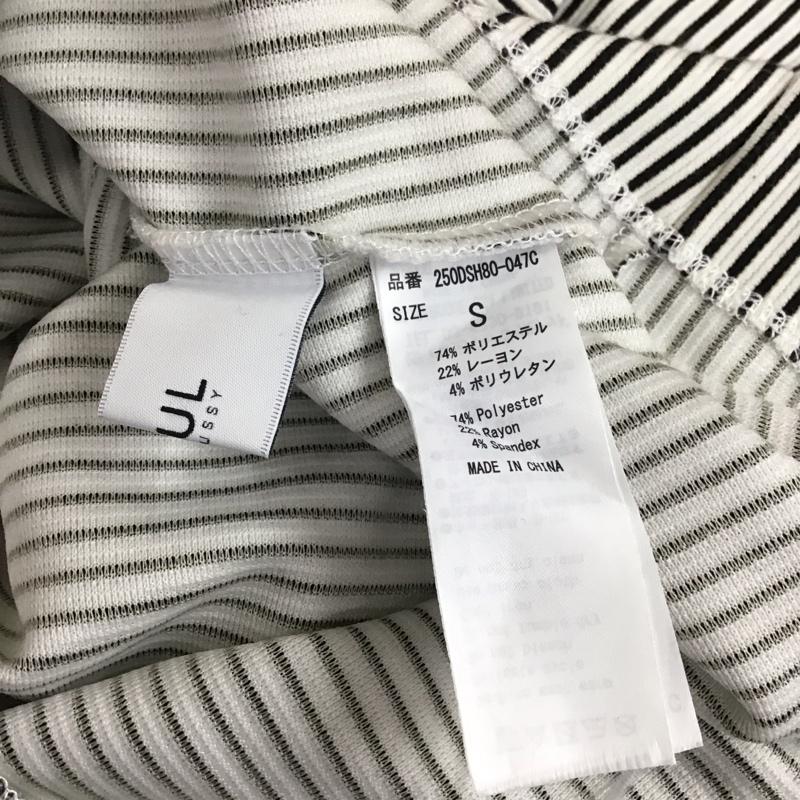 UL
USSY
品番 250DSH80-047C
SIZE S
74% ポリエステル
22% レーヨン
4% ポリウレタン
74% Polyester
22% Rayon
4% Spandex
MADE IN CHINA